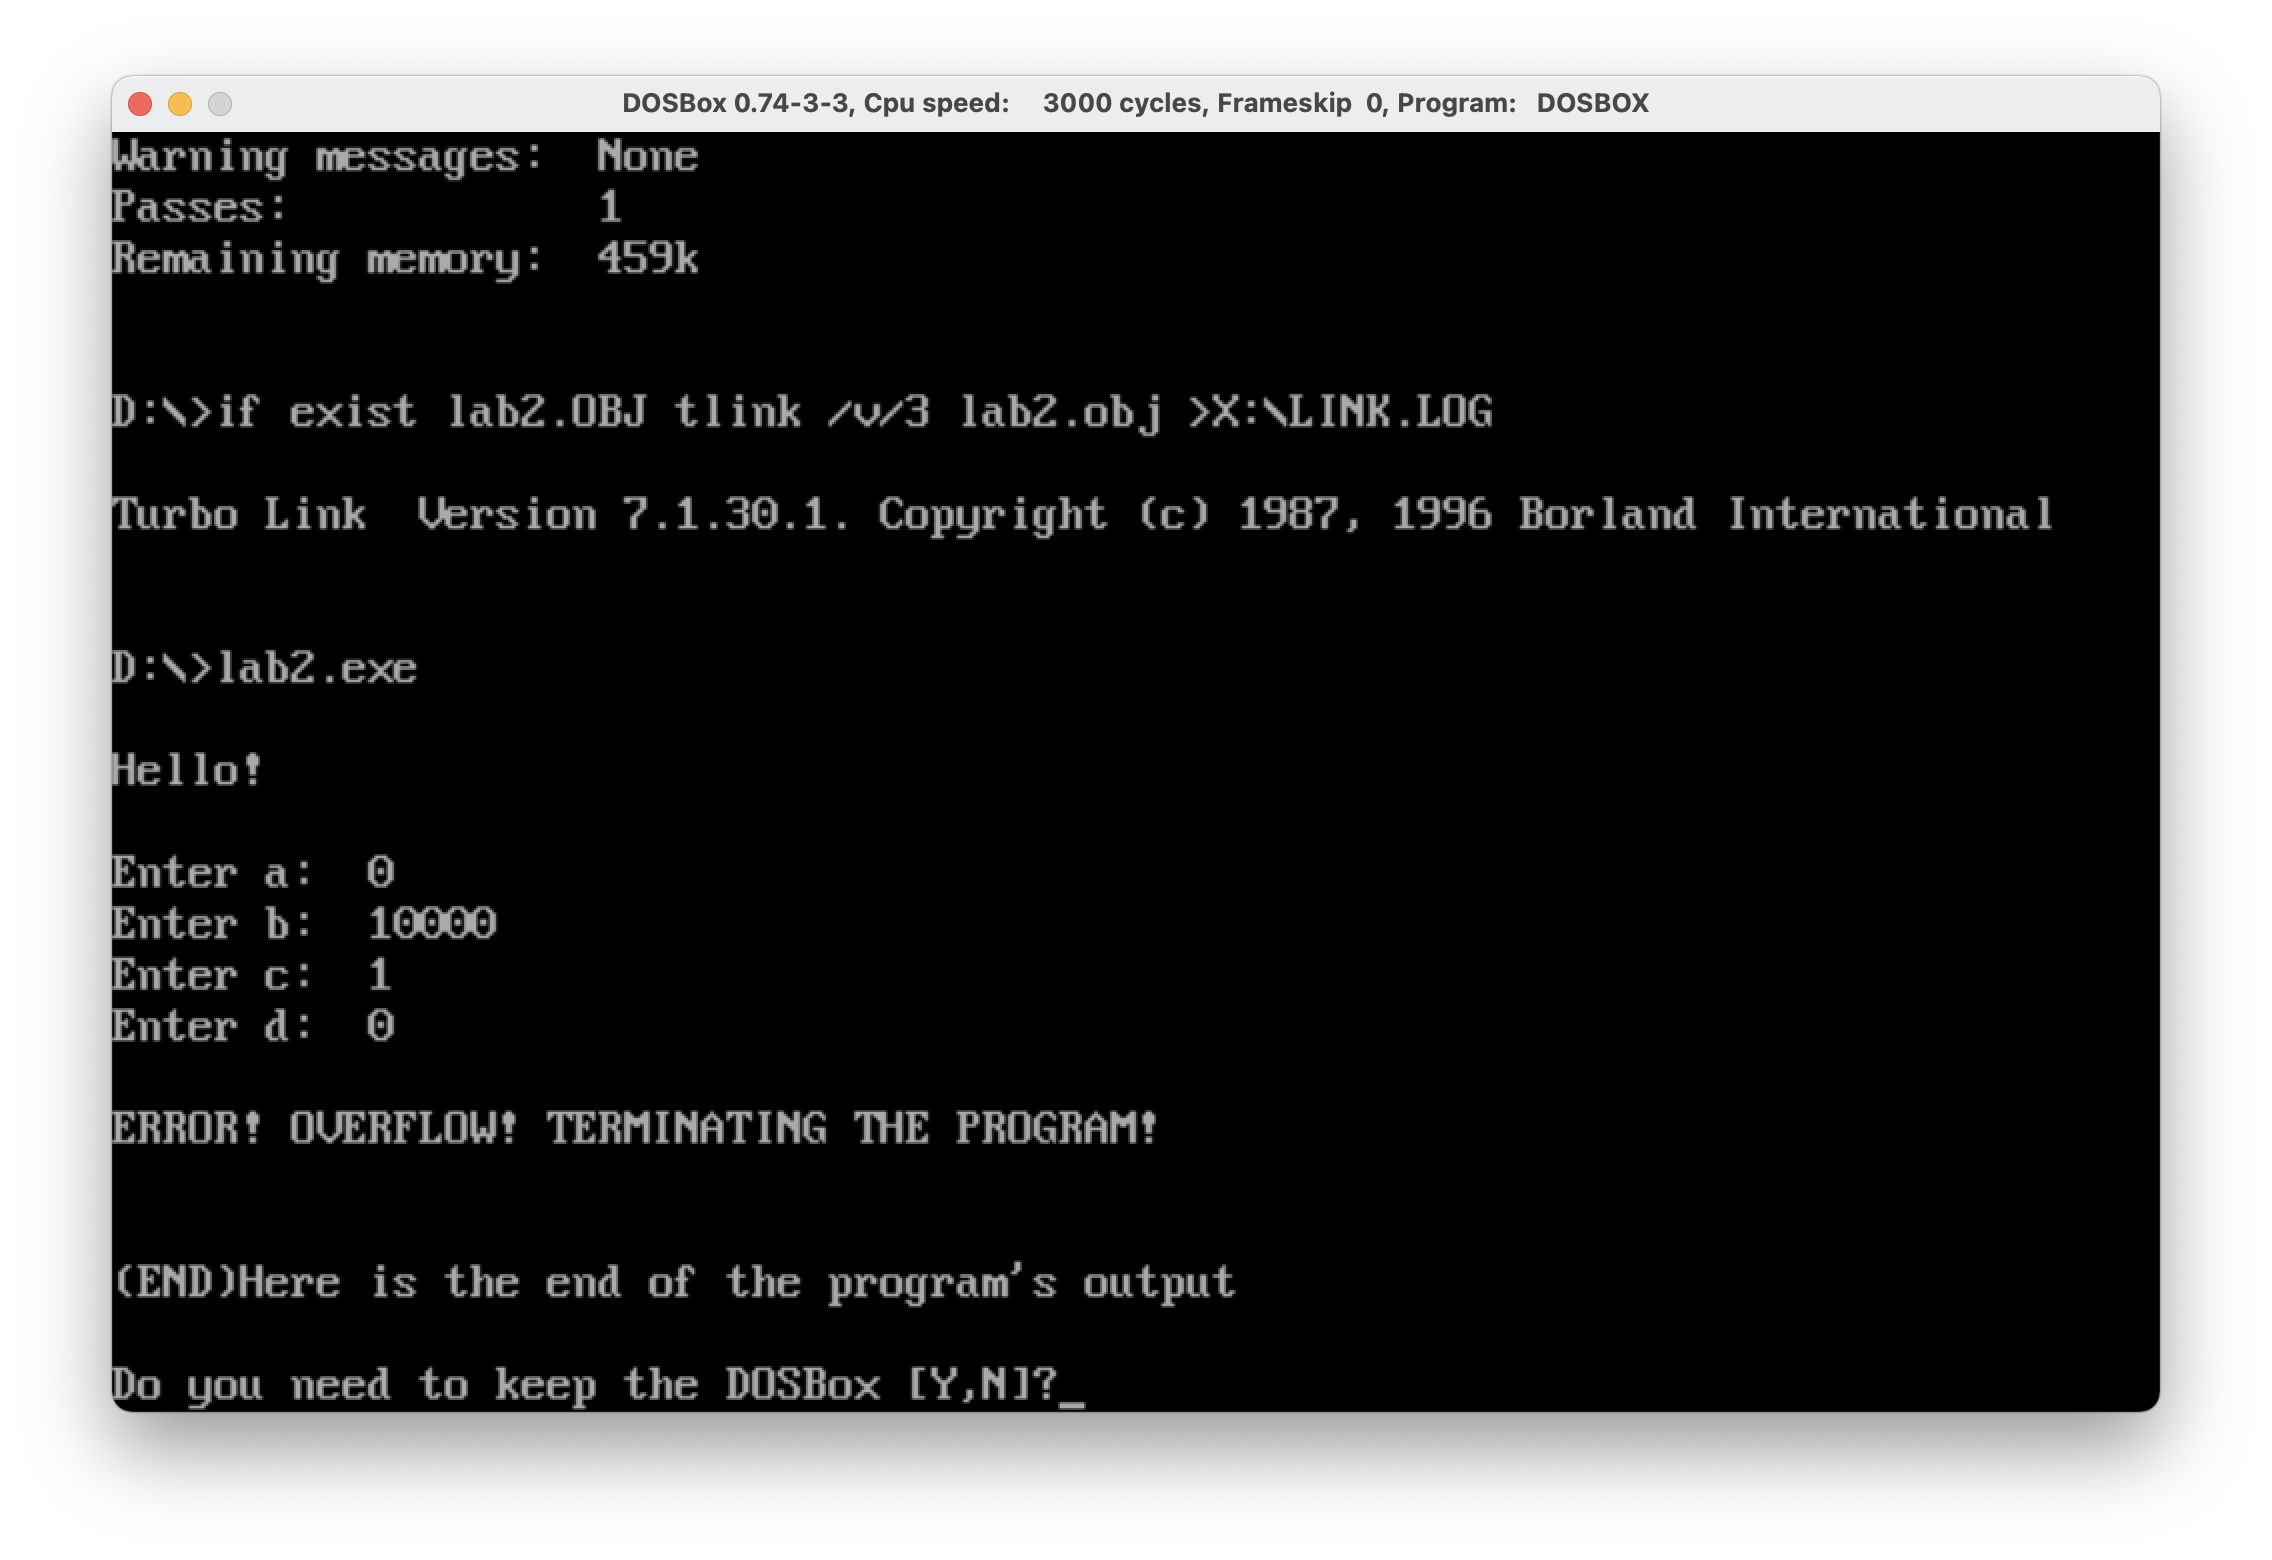 DOSBox 0.74-3-3, Cpu speed: 3000 cycles, Frameskip 0, Program: DOSBOX
Warning messages: None
Passes: 1
Remaining memory: 459k
D:\>if exist lab2.OBJ tlink /v/3 lab2.obj >X:\LINK.LOG
Turbo Link Version 7.1.30.1. Copyright (c) 1987, 1996 Borland International
D:\>lab2.exe
Hello!
Enter a: 0
Enter b: 10000
Enter c: 1
Enter d: 0
ERROR! OVERFLOW! TERMINATING THE PROGRAM!
(END)Here is the end of the program's output
Do you need to keep the DOSBox [Y,N]?_